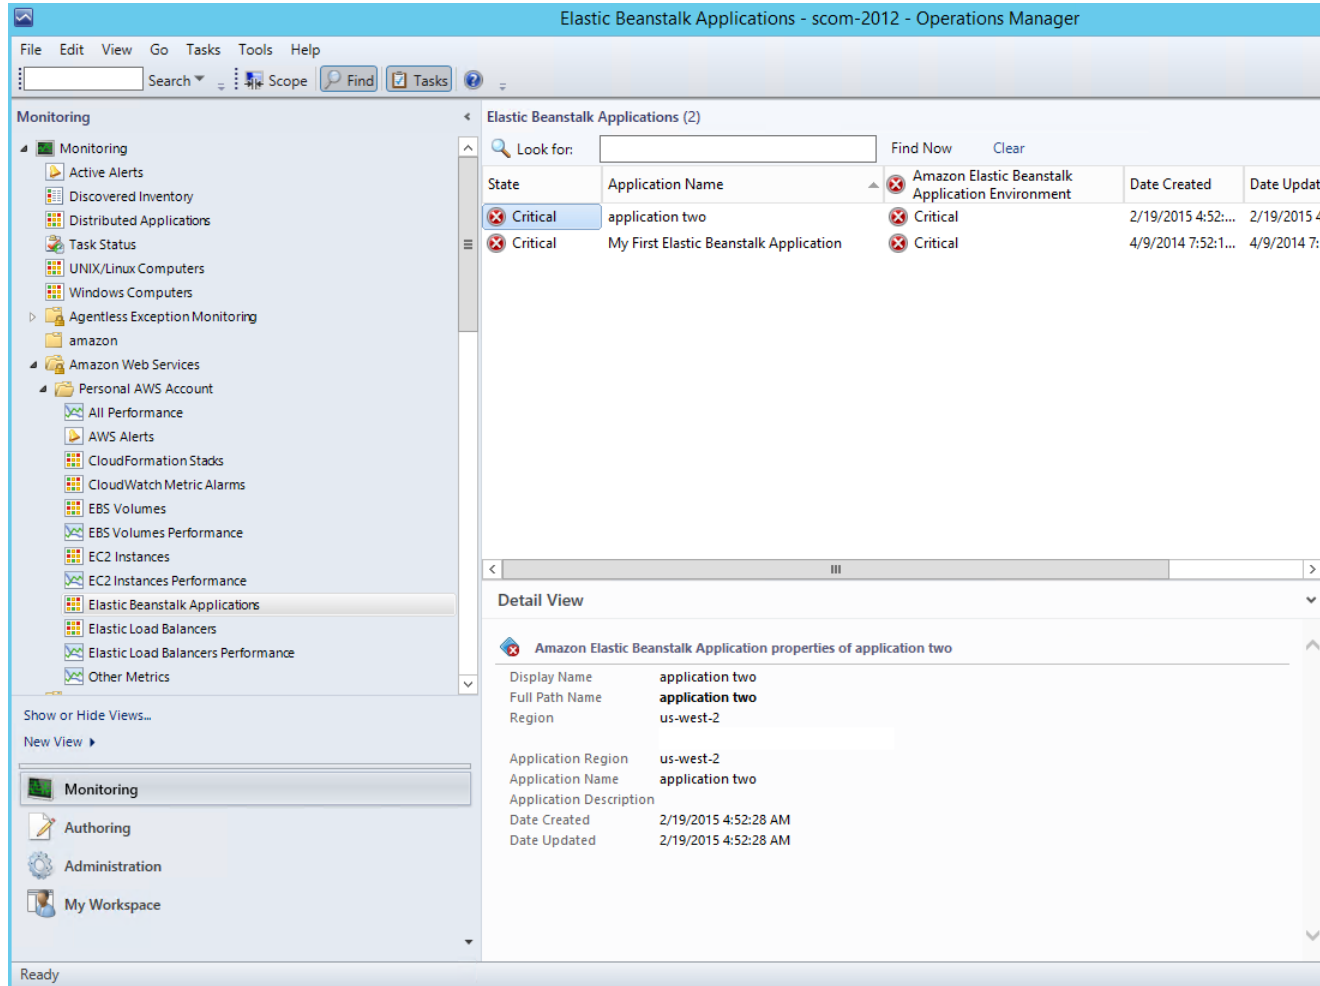 Elastic Beanstalk Applications - scom-2012 - Operations Manager
File Edit View Go Tasks Tools Help
Search Scope Find Tasks
Monitoring
Monitoring
Active Alerts
Discovered Inventory
Distributed Applications
Task Status
UNIX/Linux Computers
Windows Computers
Agentless Exception Monitoring
amazon
Amazon Web Services
Personal AWS Account
All Performance
AWS Alerts
CloudFormation Stacks
CloudWatch Metric Alarms
EBS Volumes
EBS Volumes Performance
EC2 Instances
EC2 Instances Performance
Elastic Beanstalk Applications
Elastic Load Balancers
Elastic Load Balancers Performance
Other Metrics
Show or Hide Views...
New View
Monitoring
Authoring
Administration
My Workspace
Elastic Beanstalk Applications (2)
Look for: Find Now Clear
State Application Name Amazon Elastic Beanstalk Application Environment Date Created Date Updat
Critical application two Critical 2/19/2015 4:52:... 2/19/2015 4
Critical My First Elastic Beanstalk Application Critical 4/9/2014 7:52:1... 4/9/2014 7:
Detail View
Amazon Elastic Beanstalk Application properties of application two
Display Name application two
Full Path Name application two
Region us-west-2
Application Region us-west-2
Application Name application two
Application Description
Date Created 2/19/2015 4:52:28 AM
Date Updated 2/19/2015 4:52:28 AM
Ready